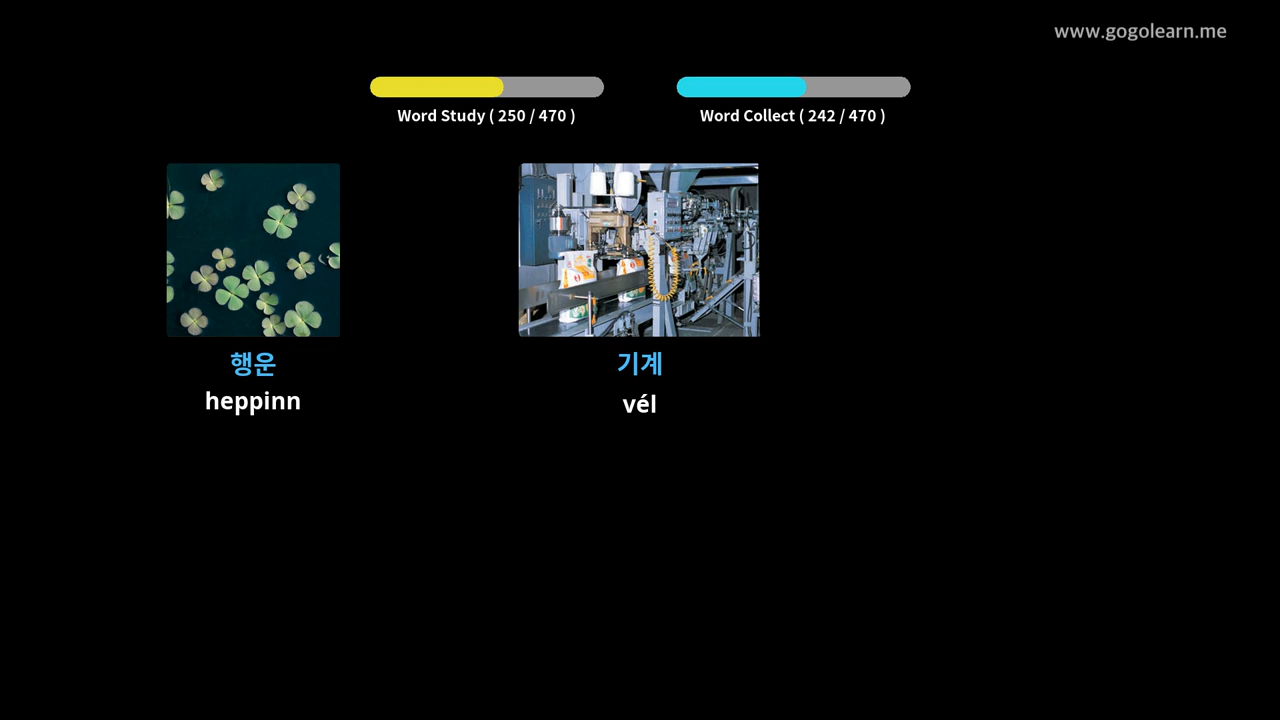 www.gogolearn.me
Word Study ( 250 / 470 )
Word Collect ( 242 / 470 )
행운
heppinn
기계
vél